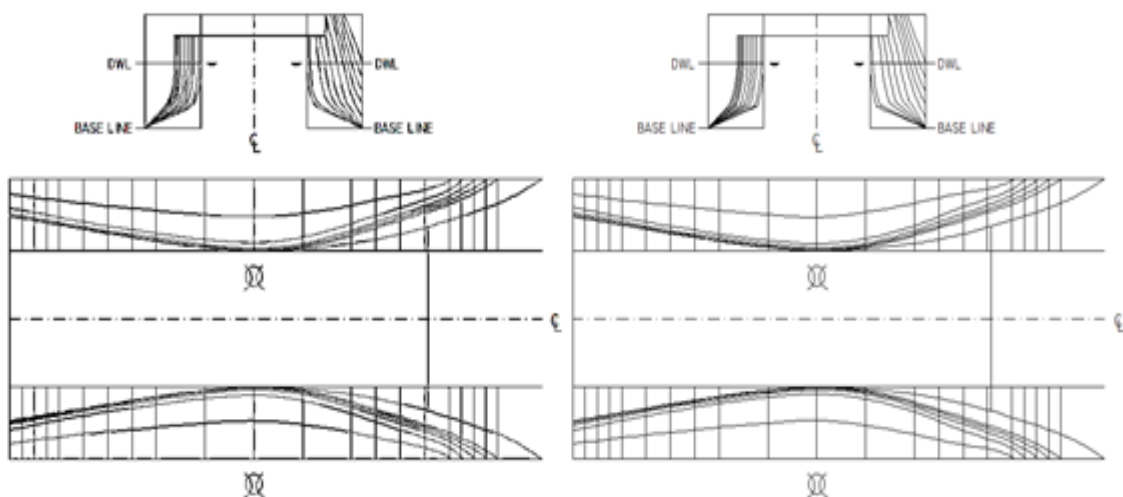 DWL DWL DWL DWL
BASE LINE BASE LINE BASE LINE BASE LINE
℄ ℄
℄ ℄